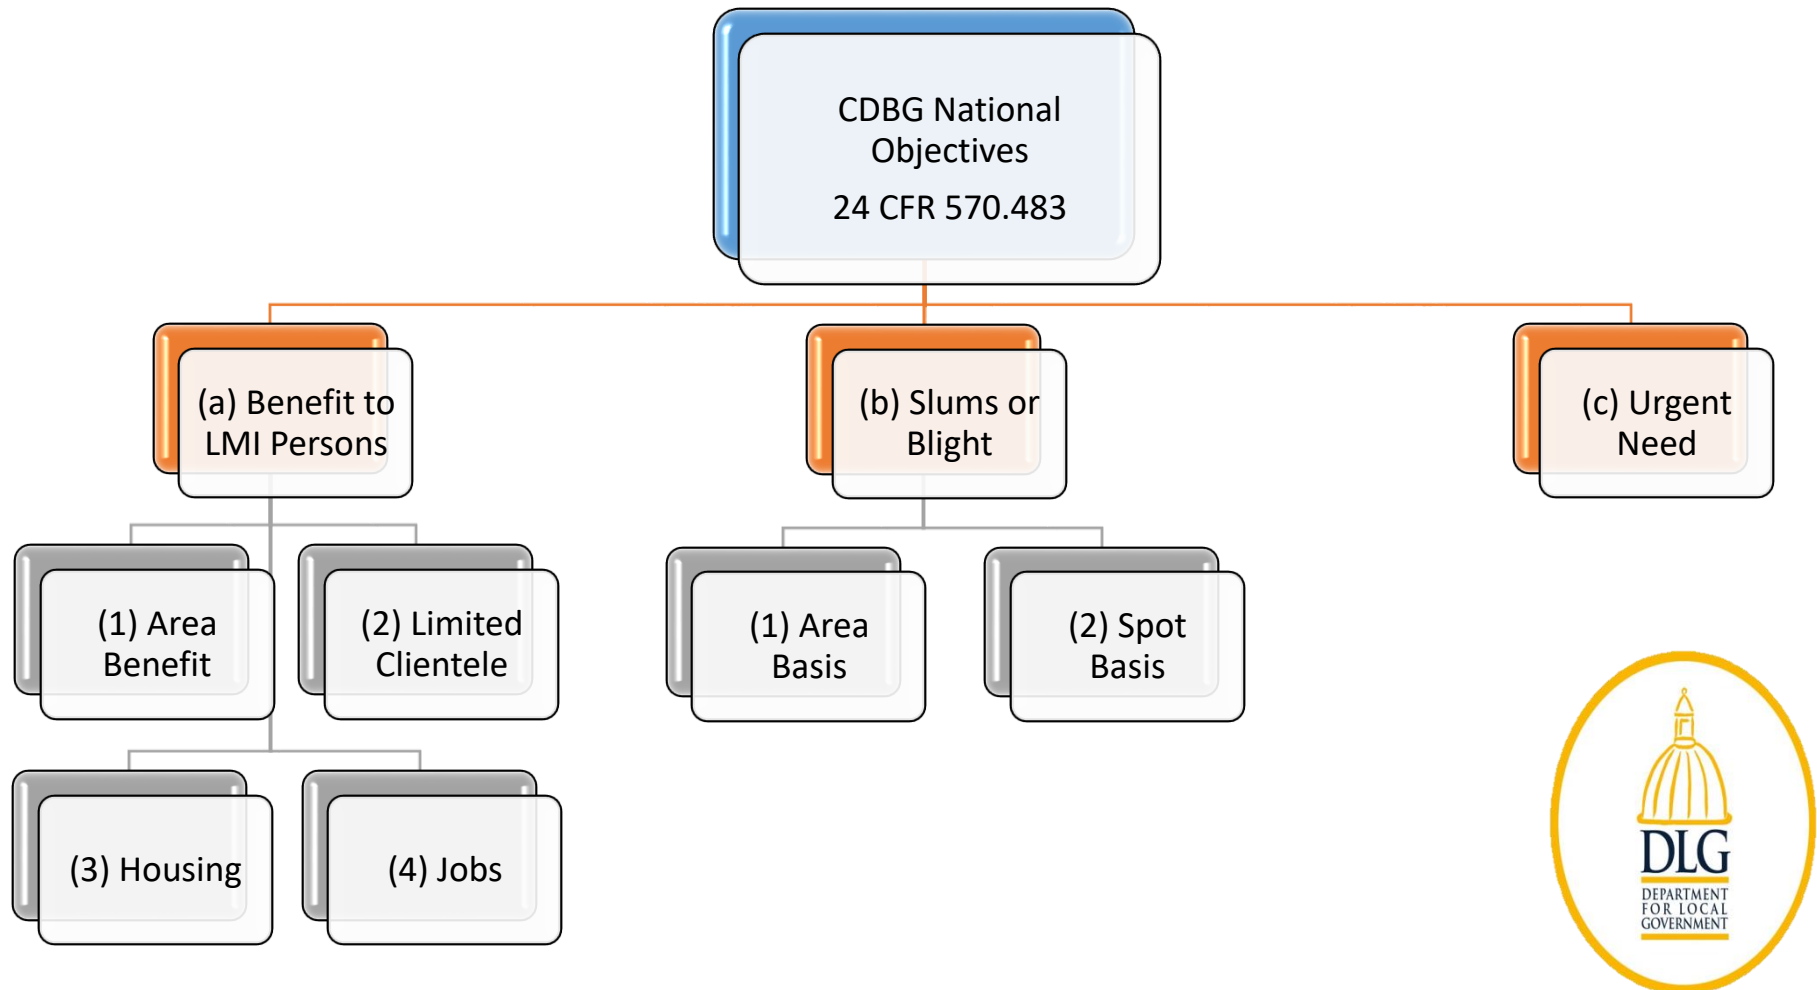 CDBG National
Objectives
24 CFR 570.483
(a) Benefit to
LMI Persons
(b) Slums or
Blight
(c) Urgent
Need
(1) Area
Benefit
(2) Limited
Clientele
(1) Area
Basis
(2) Spot
Basis
(3) Housing
(4) Jobs
DLG
DEPARTMENT
FOR LOCAL
GOVERNMENT